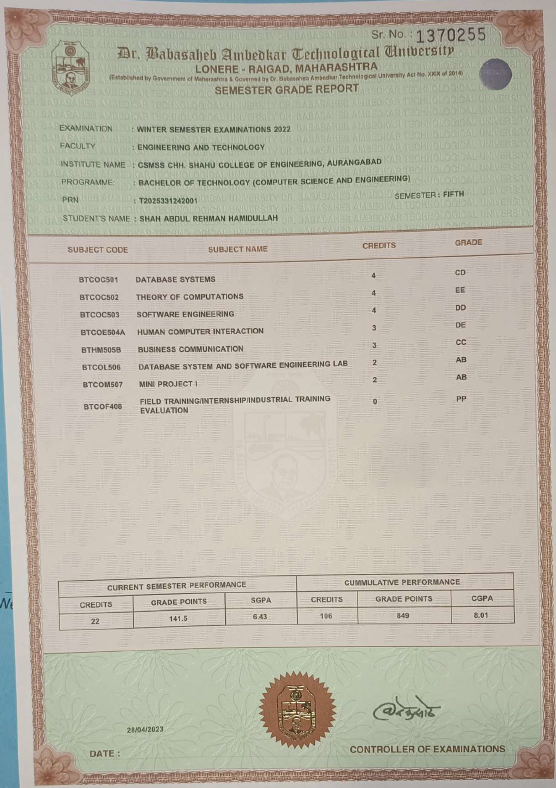 Sr. No. : 1370255
Dr. Babasaheb Ambedkar Technological University
LONERE - RAIGAD, MAHARASHTRA
(Established by Government of Maharashtra & Governed by Dr. Babasaheb Ambedkar Technological University Act No. XXIX of 2014)
SEMESTER GRADE REPORT
EXAMINATION : WINTER SEMESTER EXAMINATIONS 2022
FACULTY : ENGINEERING AND TECHNOLOGY
INSTITUTE NAME : CSMSS CHH. SHAHU COLLEGE OF ENGINEERING, AURANGABAD
PROGRAMME : BACHELOR OF TECHNOLOGY (COMPUTER SCIENCE AND ENGINEERING)
PRN : T2025331242001 SEMESTER : FIFTH
STUDENT'S NAME : SHAH ABDUL REHMAN HAMIDULLAH
SUBJECT CODE SUBJECT NAME CREDITS GRADE
BTCOC501 DATABASE SYSTEMS 4 CD
BTCOC502 THEORY OF COMPUTATIONS 4 EE
BTCOC503 SOFTWARE ENGINEERING 4 DD
BTCOE504A HUMAN COMPUTER INTERACTION 3 DE
BTHM505B BUSINESS COMMUNICATION 3 CC
BTCOL506 DATABASE SYSTEM AND SOFTWARE ENGINEERING LAB 2 AB
BTCOM507 MINI PROJECT I 2 AB
BTCOF408 FIELD TRAINING/INTERNSHIP/INDUSTRIAL TRAINING 0 PP
EVALUATION
CURRENT SEMESTER PERFORMANCE CUMMULATIVE PERFORMANCE
CREDITS GRADE POINTS SGPA CREDITS GRADE POINTS CGPA
22 141.5 6.43 106 849 8.01
28/04/2023
DATE : CONTROLLER OF EXAMINATIONS